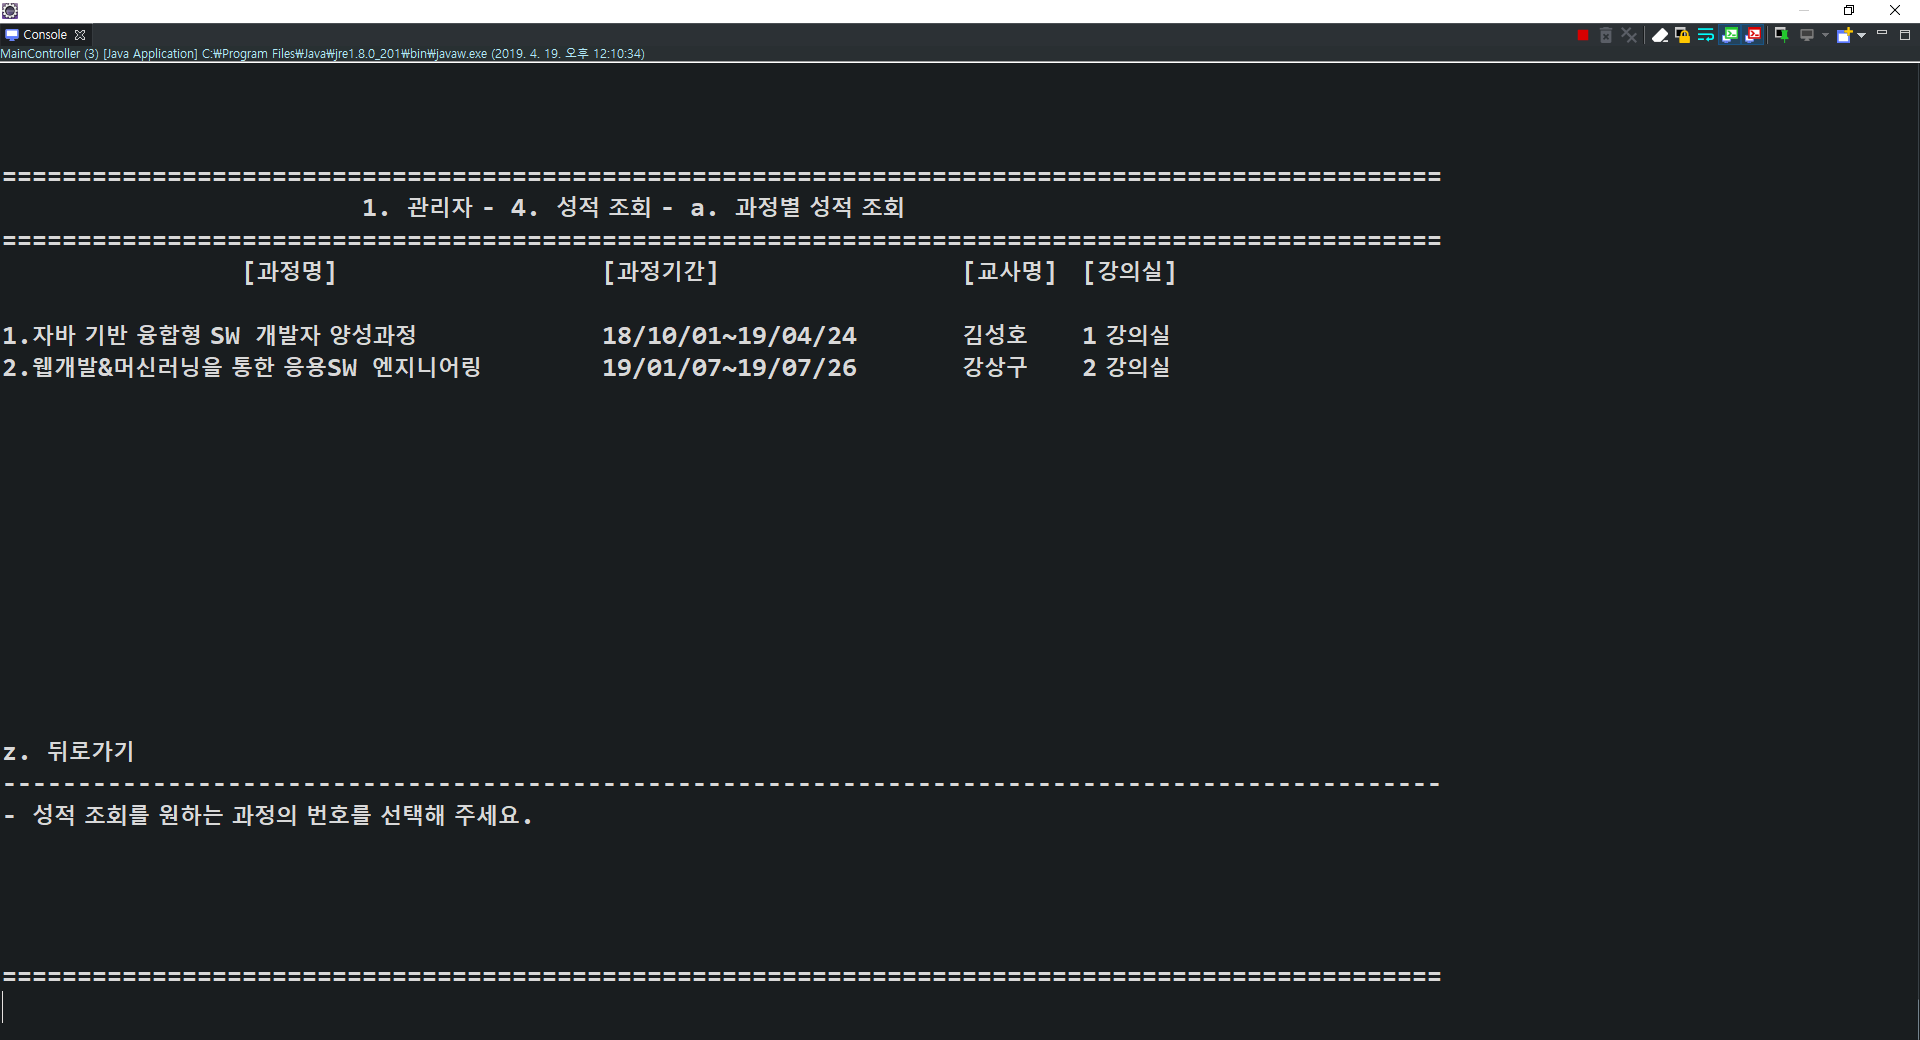 Console
MainController (3) [Java Application] C:₩Program Files₩Java₩jre1.8.0_201₩bin₩javaw.exe (2019. 4. 19. 오후 12:10:34)
================================================================================================
1. 관리자 - 4. 성적 조회 - a. 과정별 성적 조회
================================================================================================
[과정명] [과정기간] [교사명] [강의실]
1.자바 기반 융합형 SW 개발자 양성과정 18/10/01~19/04/24 김성호 1 강의실
2.웹개발&머신러닝을 통한 응용SW 엔지니어링 19/01/07~19/07/26 강상구 2 강의실
z. 뒤로가기
------------------------------------------------------------------------------------------------
- 성적 조회를 원하는 과정의 번호를 선택해 주세요.
================================================================================================